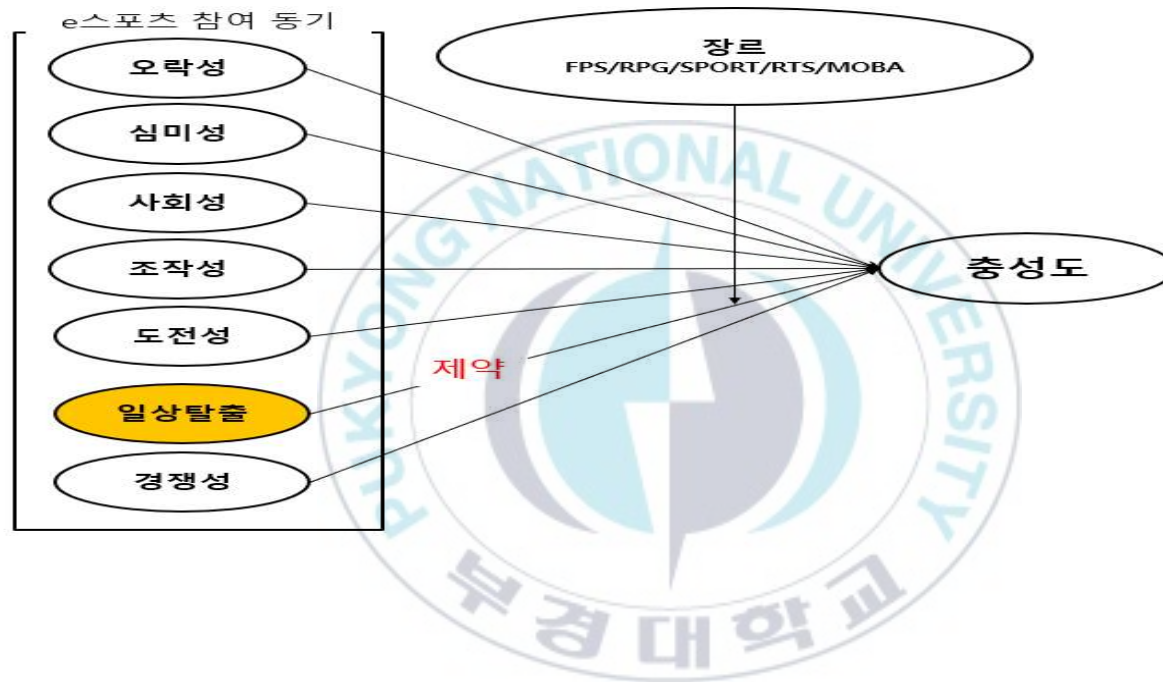 e스포츠 참여 동기
장르
FPS/RPG/SPORT/RTS/MOBA
오락성
심미성
사회성
조작성
도전성
제약
일상탈출
경쟁성
충성도
PUKYONG NATIONAL UNIVERSITY
부경대학교